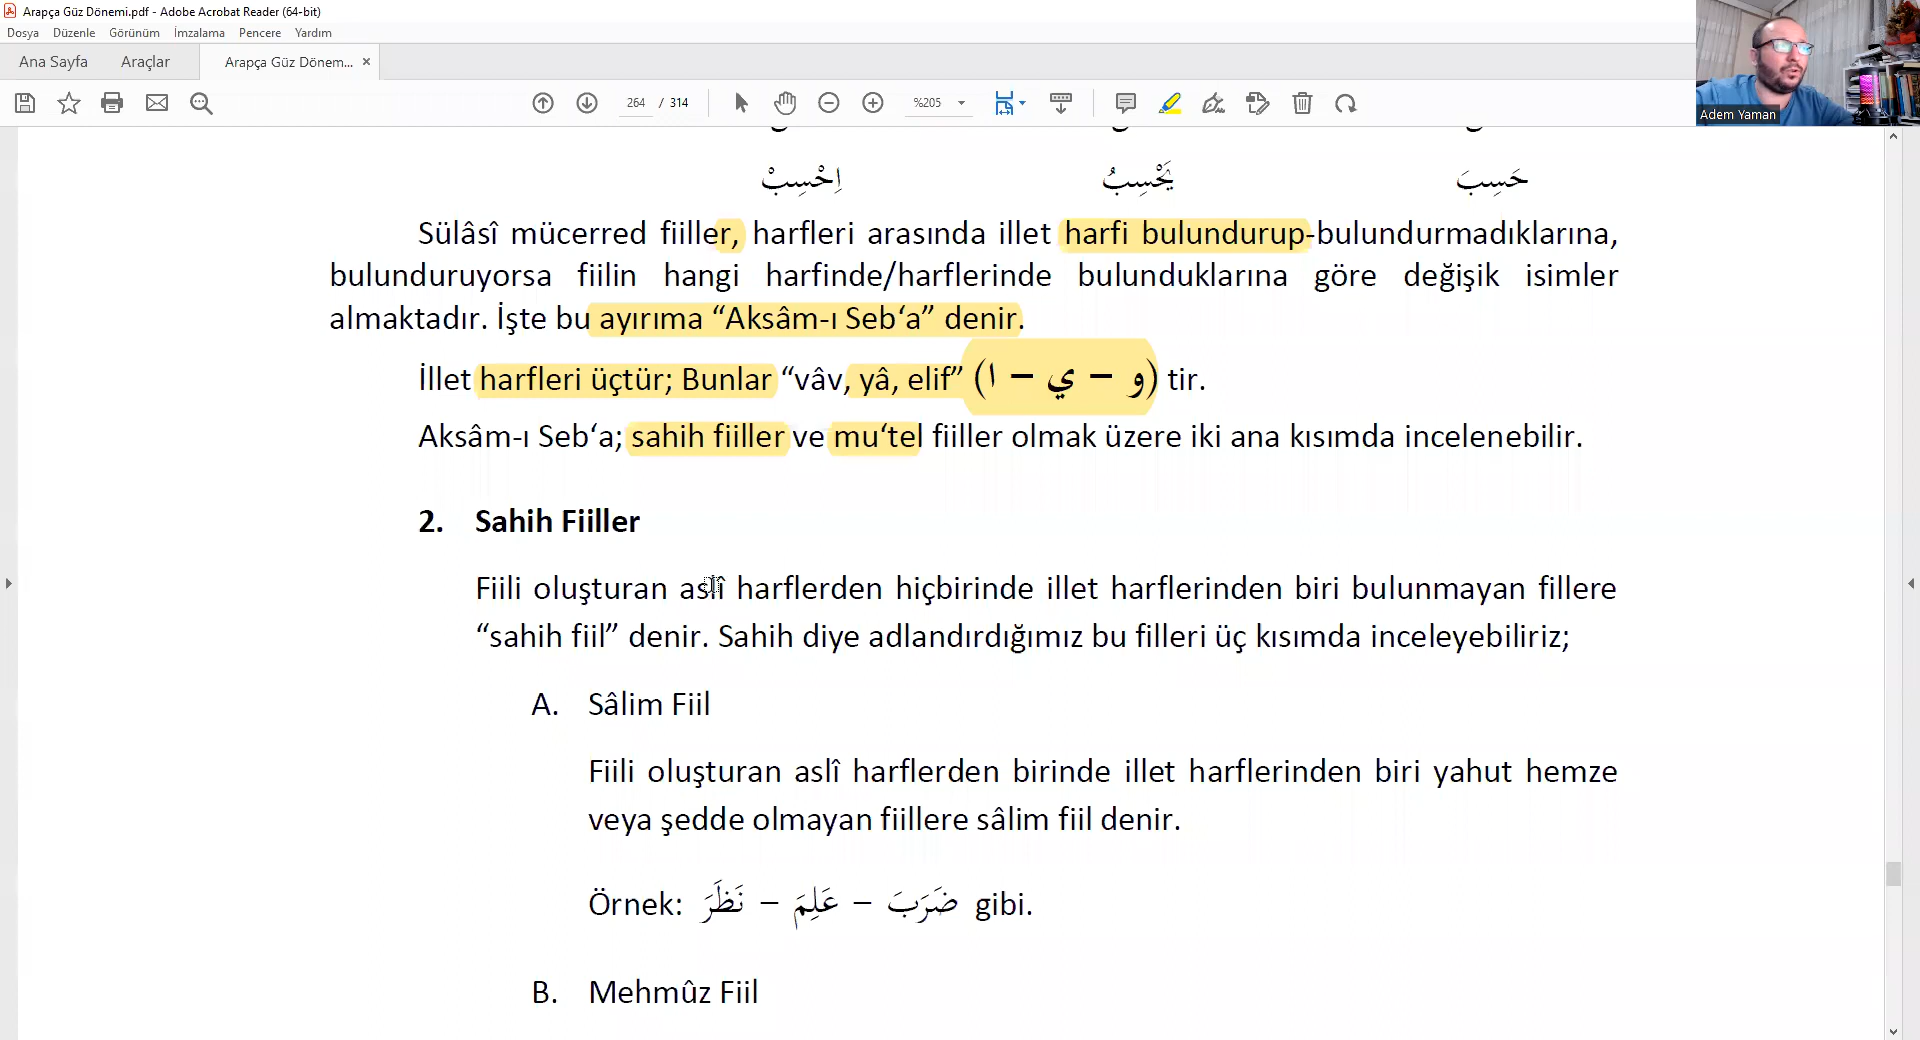 Arapça Güz Dönemi.pdf - Adobe Acrobat Reader (64-bit)
Dosya Düzenle Görünüm İmzalama Pencere Yardım
Ana Sayfa Araçlar Arapça Güz Dönem... ×
264 / 314 %205
Adem Yaman
حَسِبَ يَحْسِبُ اِحْسِبْ
Sülâsî mücerred fiiller, harfleri arasında illet harfi bulundurup-bulundurmadıklarına,
bulunduruyorsa fiilin hangi harfinde/harflerinde bulunduklarına göre değişik isimler
almaktadır. İşte bu ayırıma “Aksâm-ı Seb‘a” denir.
İllet harfleri üçtür; Bunlar “vâv, yâ, elif” (و – ي – ا) tir.
Aksâm-ı Seb‘a; sahih fiiller ve mu‘tel fiiller olmak üzere iki ana kısımda incelenebilir.
2. Sahih Fiiller
Fiili oluşturan aslî harflerden hiçbirinde illet harflerinden biri bulunmayan fillere
“sahih fiil” denir. Sahih diye adlandırdığımız bu filleri üç kısımda inceleyebiliriz;
A. Sâlim Fiil
Fiili oluşturan aslî harflerden birinde illet harflerinden biri yahut hemze
veya şedde olmayan fiillere sâlim fiil denir.
Örnek: ضَرَبَ – عَلِمَ – نَظَرَ gibi.
B. Mehmûz Fiil